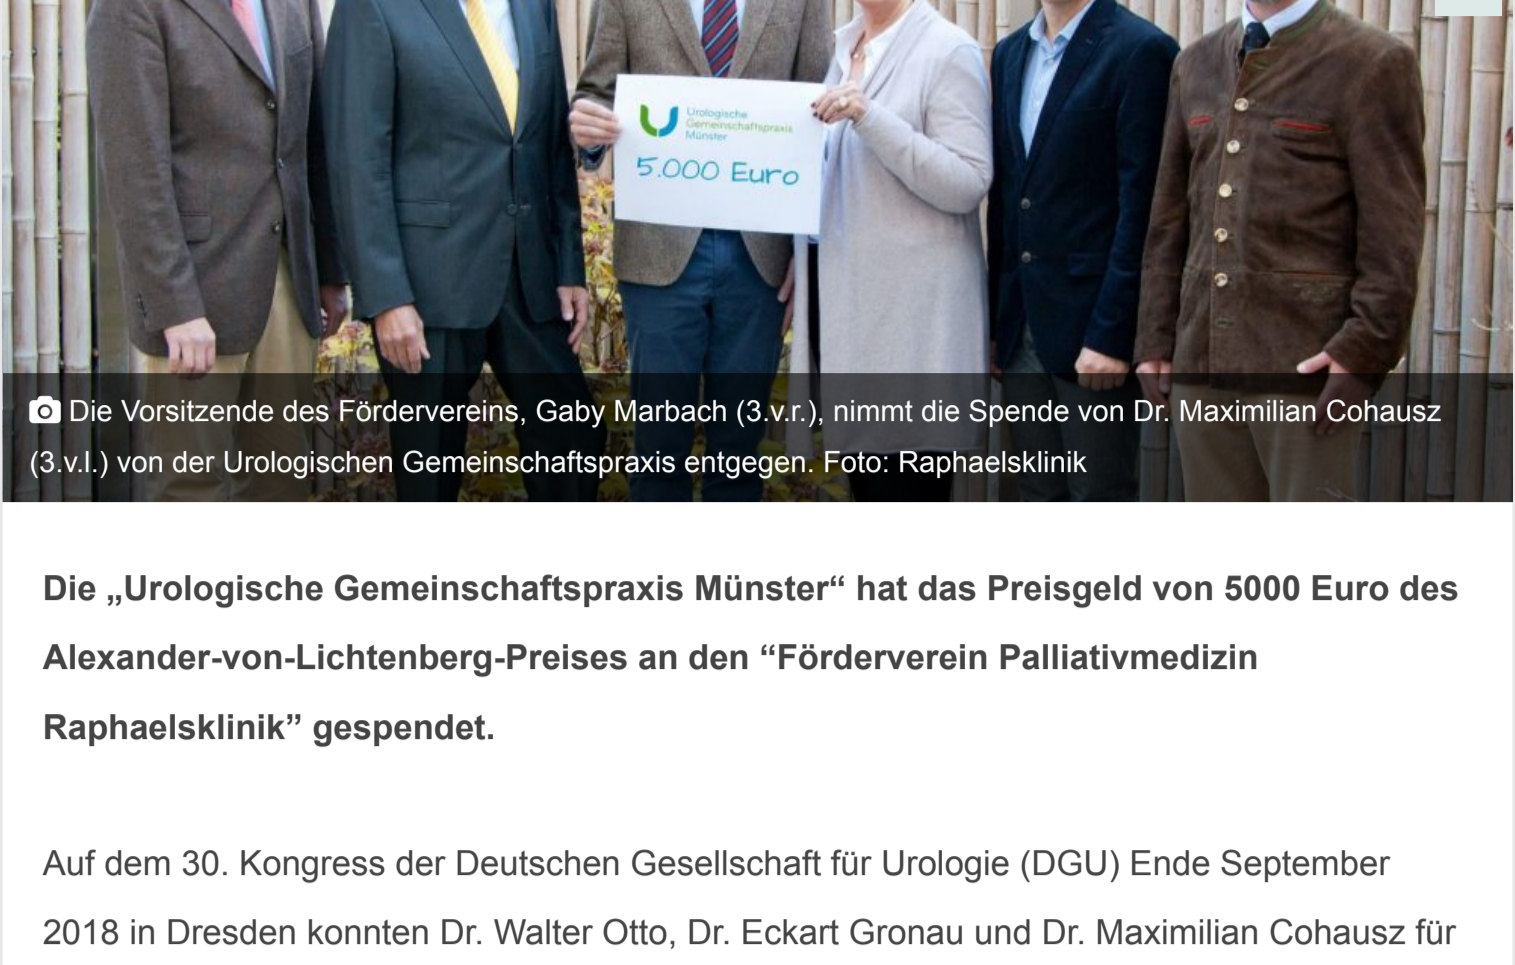 Urologische
Gemeinschaftspraxis
Münster
5.000 Euro
Die Vorsitzende des Fördervereins, Gaby Marbach (3.v.r.), nimmt die Spende von Dr. Maximilian Cohausz
(3.v.l.) von der Urologischen Gemeinschaftspraxis entgegen. Foto: Raphaelsklinik
Die „Urologische Gemeinschaftspraxis Münster“ hat das Preisgeld von 5000 Euro des
Alexander-von-Lichtenberg-Preises an den “Förderverein Palliativmedizin
Raphaelsklinik” gespendet.
Auf dem 30. Kongress der Deutschen Gesellschaft für Urologie (DGU) Ende September
2018 in Dresden konnten Dr. Walter Otto, Dr. Eckart Gronau und Dr. Maximilian Cohausz für